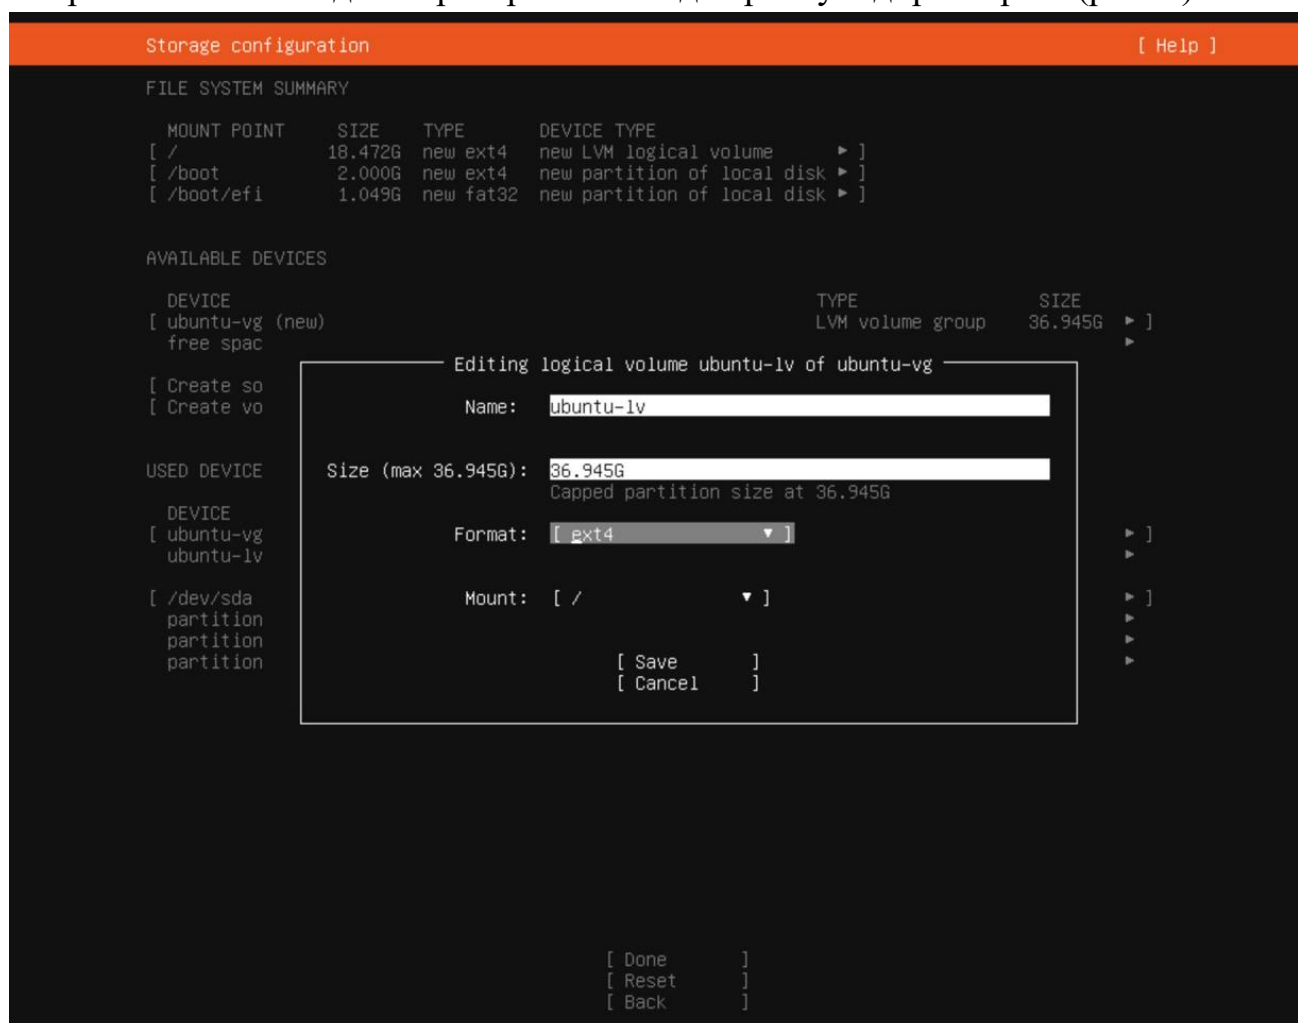 Storage configuration [ Help ]
FILE SYSTEM SUMMARY
MOUNT POINT SIZE TYPE DEVICE TYPE
[ / 18.472G new ext4 new LVM logical volume ▸ ]
[ /boot 2.000G new ext4 new partition of local disk ▸ ]
[ /boot/efi 1.049G new fat32 new partition of local disk ▸ ]
AVAILABLE DEVICES
DEVICE TYPE SIZE
[ ubuntu-vg (new) LVM volume group 36.945G ▸ ]
free spac ▸
[ Create so
[ Create vo
Editing logical volume ubuntu-lv of ubuntu-vg
Name: ubuntu-lv
USED DEVICE
Size (max 36.945G): 36.945G
Capped partition size at 36.945G
DEVICE
[ ubuntu-vg ▸ ]
Format: [ ext4 ▾ ]
ubuntu-lv ▸
[ /dev/sda ▸ ]
Mount: [ / ▾ ]
partition ▸
partition ▸
partition ▸
[ Save ]
[ Cancel ]
[ Done ]
[ Reset ]
[ Back ]